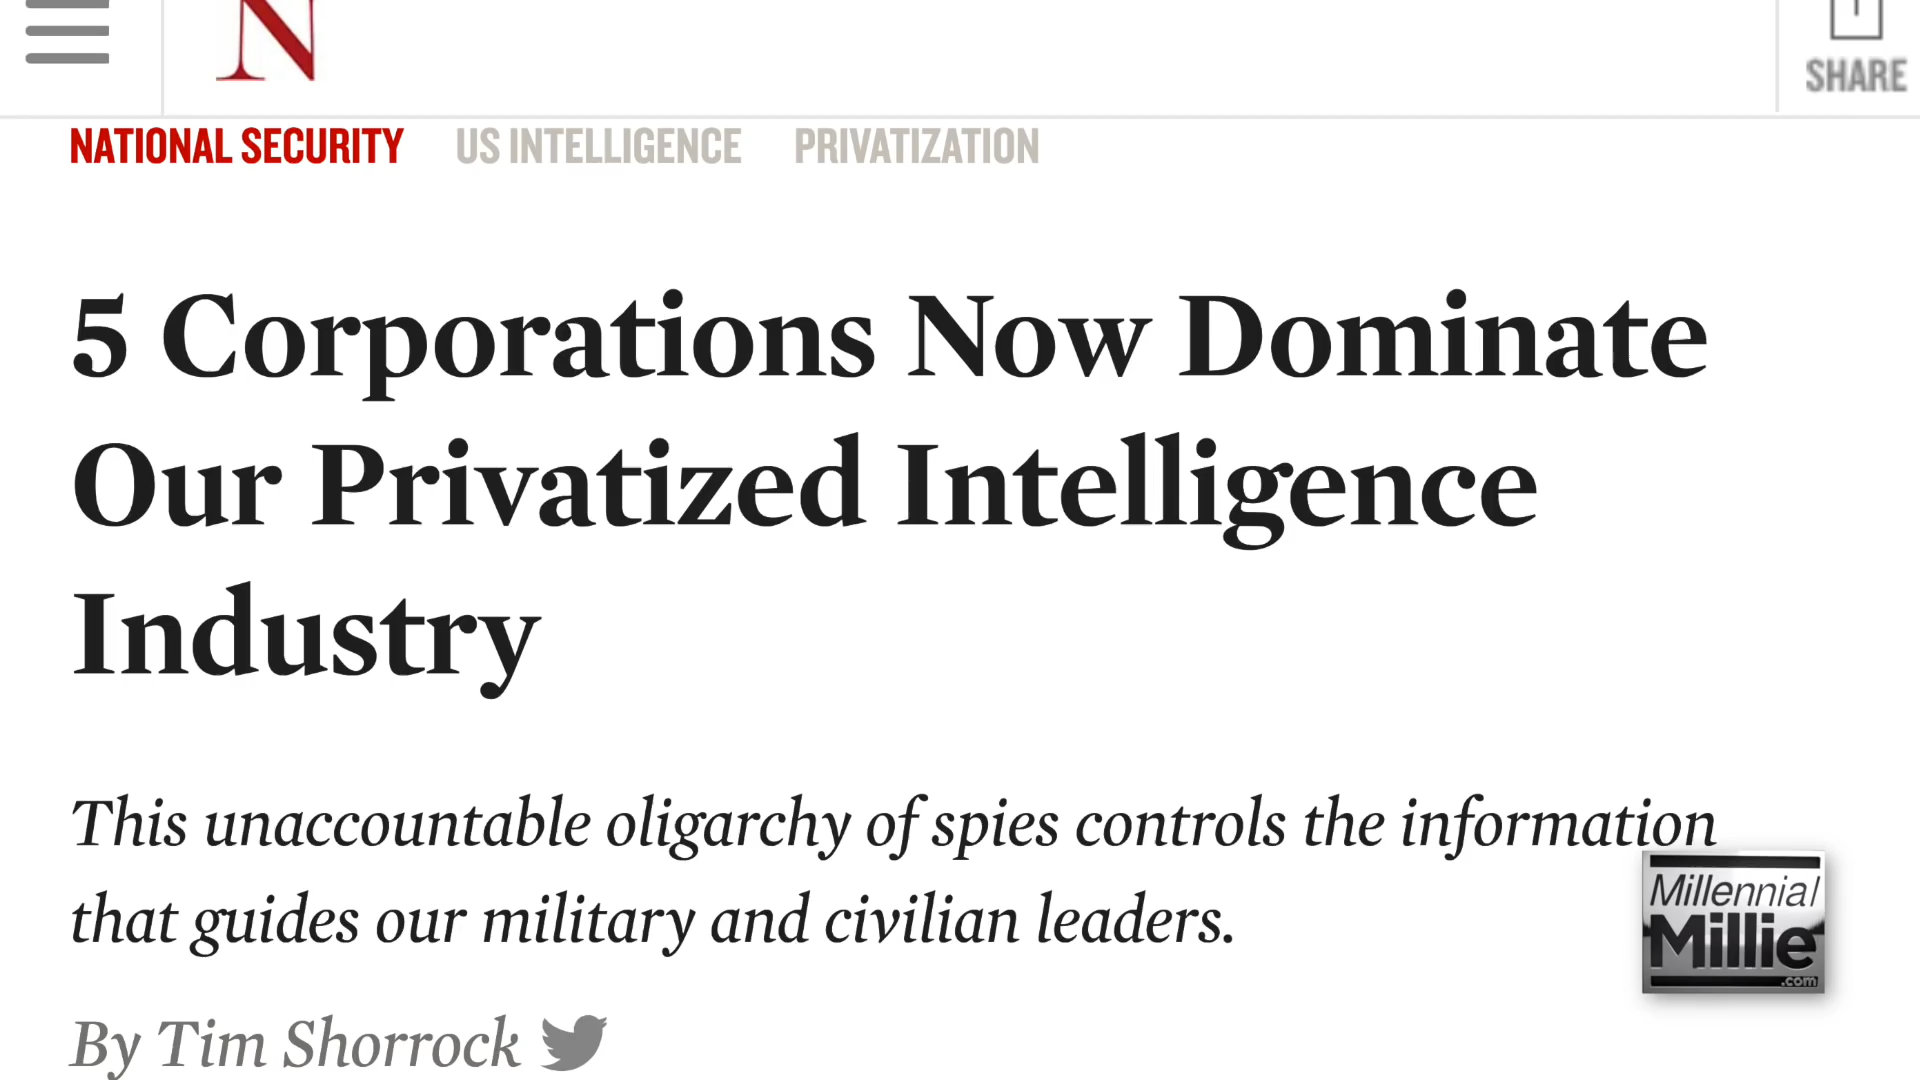 N
SHARE
NATIONAL SECURITY US INTELLIGENCE PRIVATIZATION
5 Corporations Now Dominate
Our Privatized Intelligence
Industry
This unaccountable oligarchy of spies controls the information
that guides our military and civilian leaders.
Millennial
Millie
.com
By Tim Shorrock